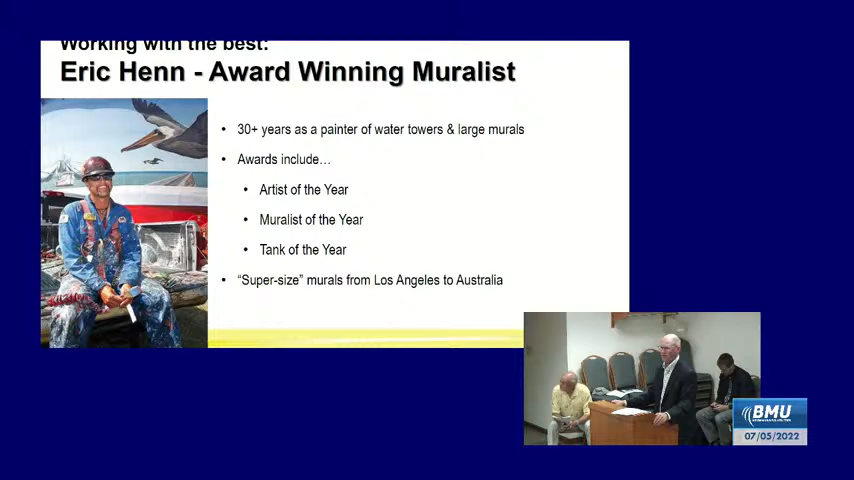 Working with the best:
Eric Henn - Award Winning Muralist
• 30+ years as a painter of water towers & large murals
• Awards include…
• Artist of the Year
• Muralist of the Year
• Tank of the Year
• “Super-size” murals from Los Angeles to Australia
BMU
07/05/2022